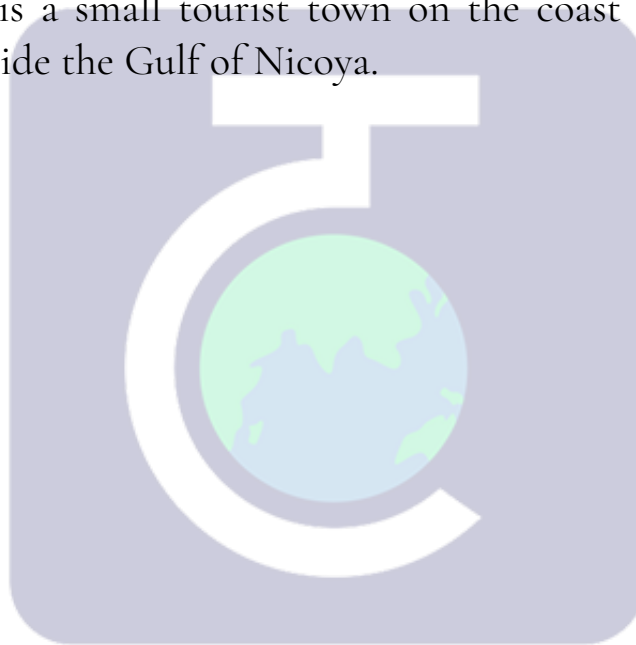 is a small tourist town on the coast
ide the Gulf of Nicoya.